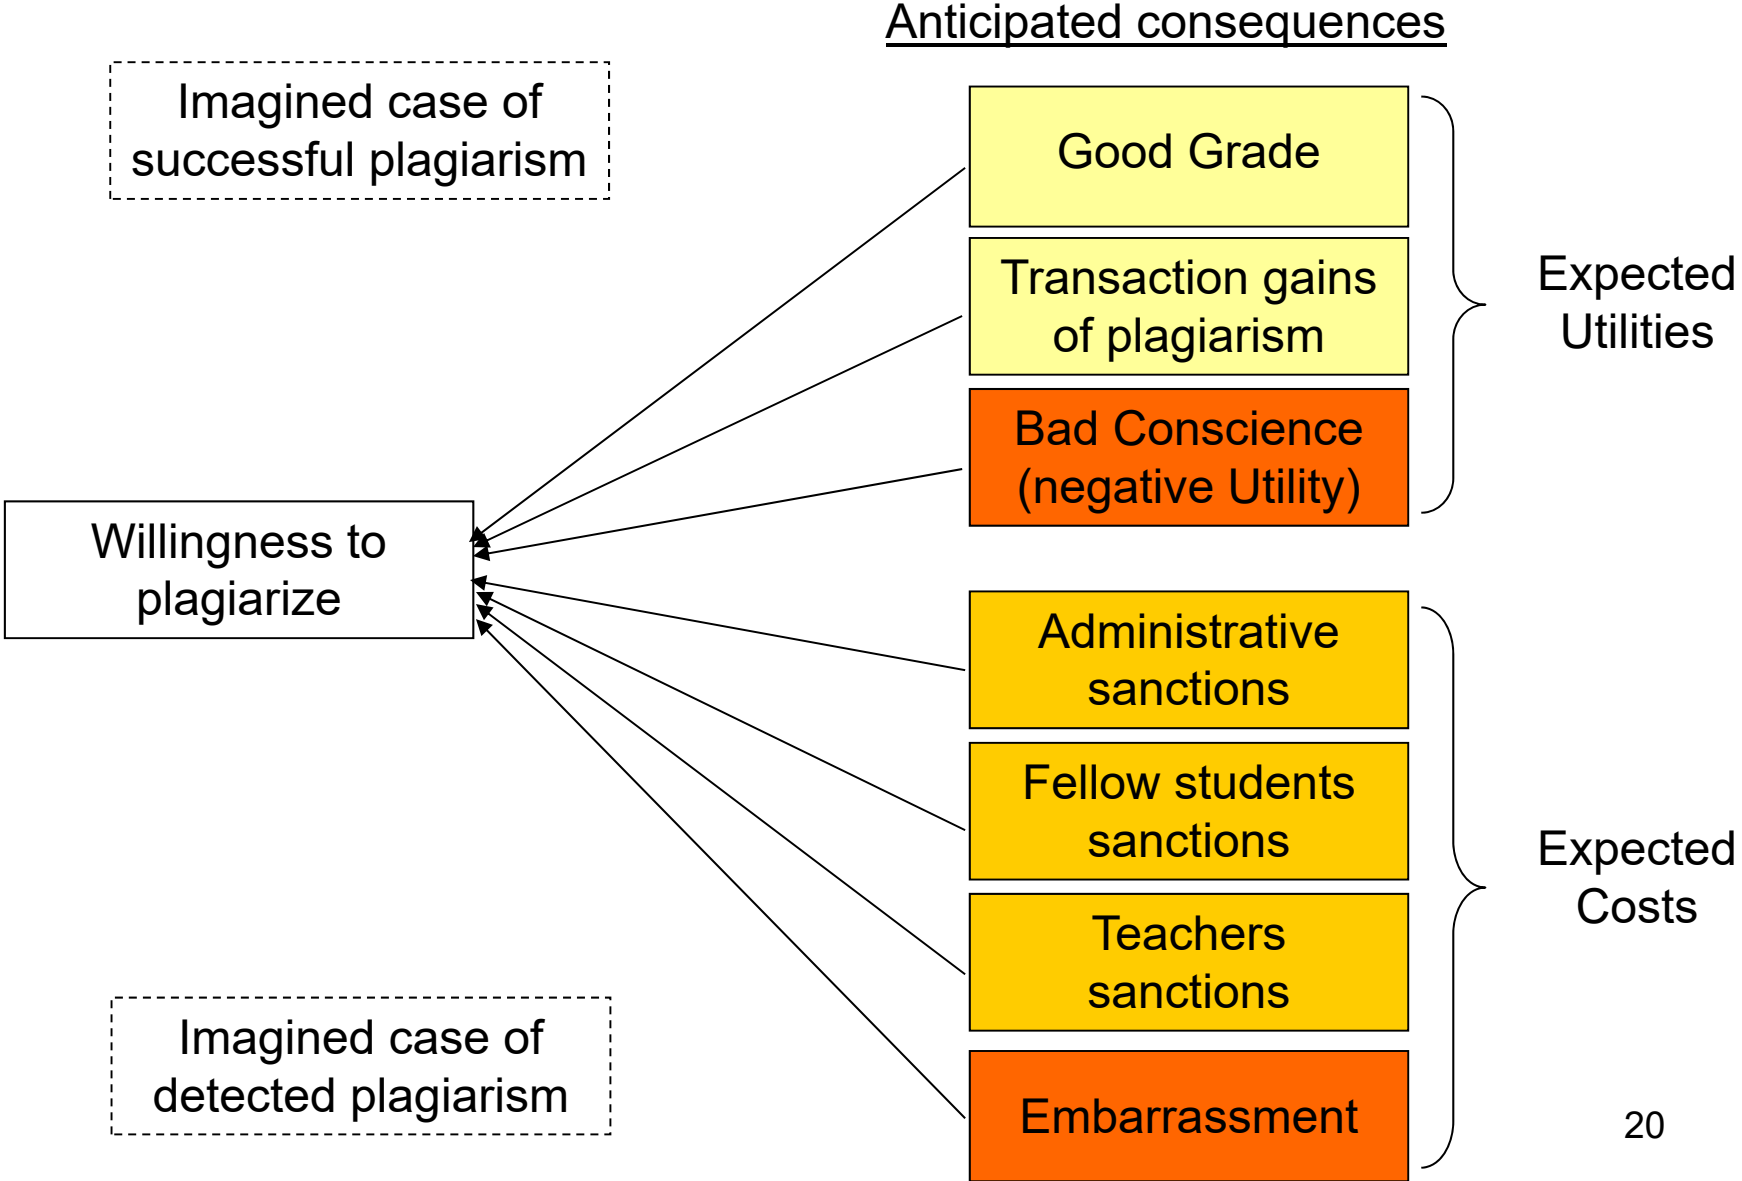 Anticipated consequences
Imagined case of
successful plagiarism
Good Grade
Transaction gains
of plagiarism
Bad Conscience
(negative Utility)
Expected
Utilities
Willingness to
plagiarize
Administrative
sanctions
Fellow students
sanctions
Teachers
sanctions
Embarrassment
Expected
Costs
Imagined case of
detected plagiarism
20